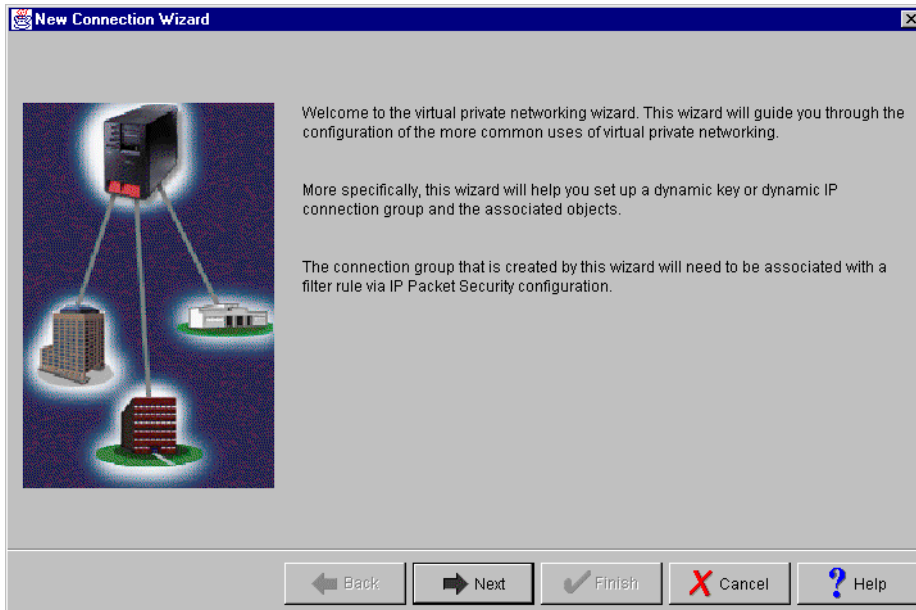 New Connection Wizard
Welcome to the virtual private networking wizard. This wizard will guide you through the
configuration of the more common uses of virtual private networking.
More specifically, this wizard will help you set up a dynamic key or dynamic IP
connection group and the associated objects.
The connection group that is created by this wizard will need to be associated with a
filter rule via IP Packet Security configuration.
Back
Next
Finish
Cancel
Help